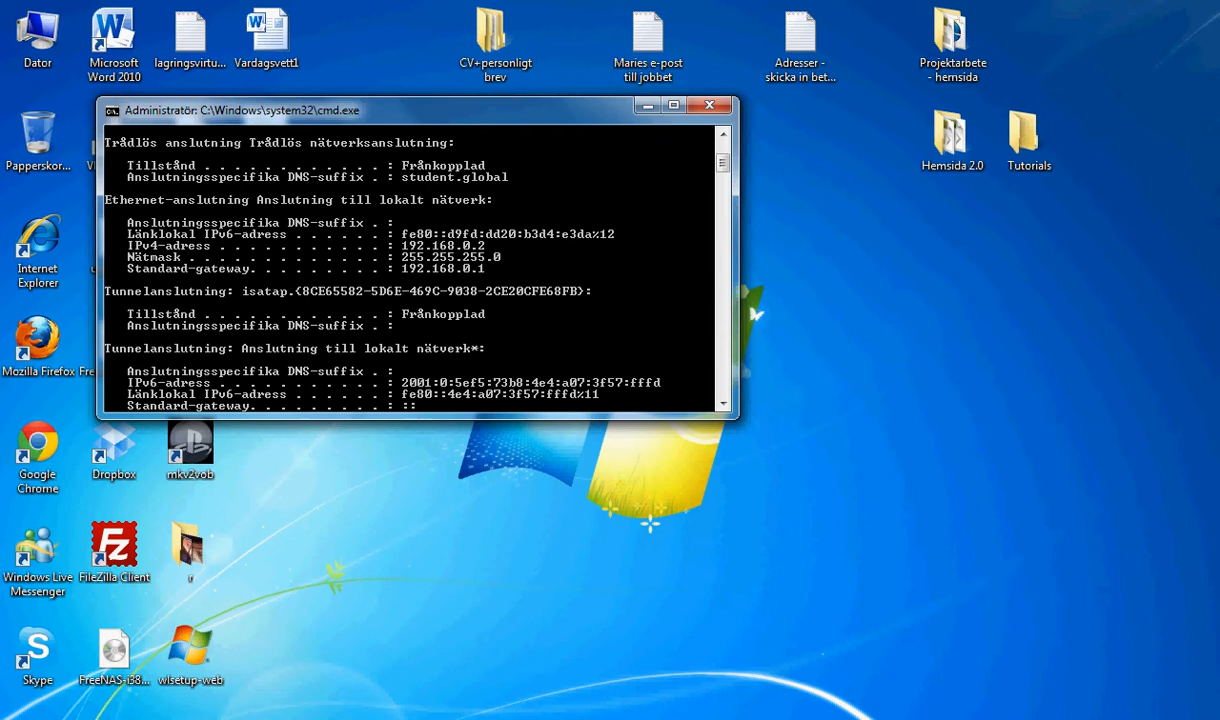 Dator
Microsoft
Word 2010
lagringsvirtu...
Vardagsvett1
CV+personligt
brev
Maries e-post
till jobbet
Adresser -
skicka in bet...
Projektarbete
- hemsida
Papperskor...
Hemsida 2.0
Tutorials
Administratör: C:\Windows\system32\cmd.exe
Trådlös anslutning Trådlös nätverksanslutning:
Tillstånd . . . . . . . . . . . . : Frånkopplad
Anslutningsspecifika DNS-suffix . : student.global
Ethernet-anslutning Anslutning till lokalt nätverk:
Anslutningsspecifika DNS-suffix . :
Länklokal IPv6-adress . . . . . . : fe80::d9fd:dd20:b3d4:e3da%12
IPv4-adress . . . . . . . . . . . : 192.168.0.2
Nätmask . . . . . . . . . . . . . : 255.255.255.0
Standard-gateway. . . . . . . . . : 192.168.0.1
Tunnelanslutning: isatap.{8CE65582-5D6E-469C-9038-2CE20CFE68FB}:
Tillstånd . . . . . . . . . . . . : Frånkopplad
Anslutningsspecifika DNS-suffix . :
Tunnelanslutning: Anslutning till lokalt nätverk*:
Anslutningsspecifika DNS-suffix . :
IPv6-adress . . . . . . . . . . . : 2001:0:5ef5:73b8:4e4:a07:3f57:fffd
Länklokal IPv6-adress . . . . . . : fe80::4e4:a07:3f57:fffd%11
Standard-gateway. . . . . . . . . : ::
Internet
Explorer
Mozilla Firefox
Google
Chrome
Dropbox
mkv2vob
Windows Live
Messenger
FileZilla Client
r
Skype
FreeNAS-i38...
wlsetup-web